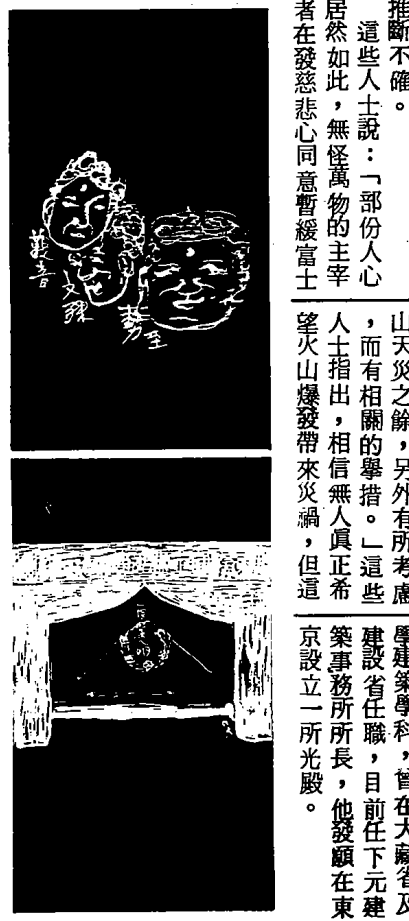 推斷不確。
這些人士說：「部份人心
居然如此，無怪萬物的主宰
者在發慈悲心同意暫緩富士
山天災之餘，另外有所考慮
，而有相關的舉措。」這些
人士指出，相信無人眞正希
望火山爆發帶來災禍，但這
學建築學科，曾在大藏省及
建設省任職，目前任下元建
築事務所所長，他發願在東
京設立一所光殿。
文殊
勢至